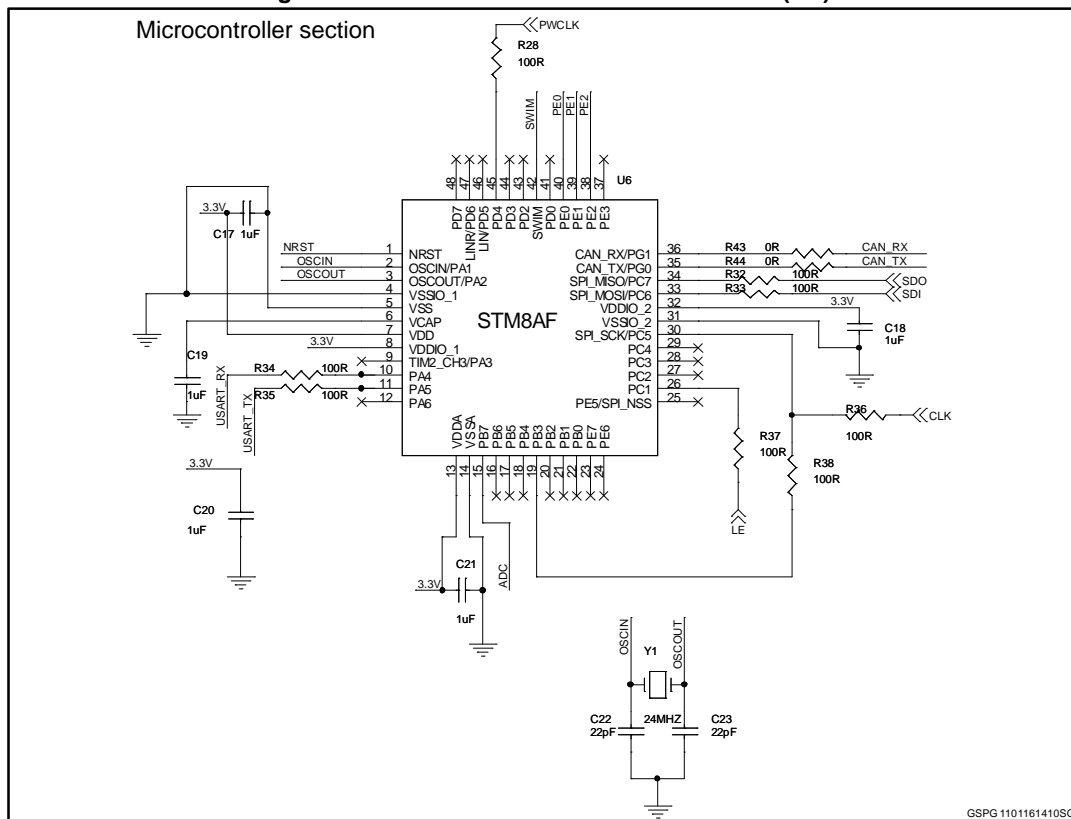 Microcontroller section
PWCLK
R28
100R
SWIM
PE0
PE1
PE2
48
47
46
45
44
43
42
41
40
39
38
37
U6
PD7
LINR/PD6
LIN/PD5
PD4
PD3
PD2
SWIM
PD0
PE0
PE1
PE2
PE3
3.3V
C17
1uF
NRST
OSCIN
OSCOUT
1
2
3
4
5
6
7
8
9
10
11
12
NRST
OSCIN/PA1
OSCOUT/PA2
VSSIO_1
VSS
VCAP
VDD
VDDIO_1
TIM2_CH3/PA3
PA4
PA5
PA6
STM8AF
CAN_RX/PG1
CAN_TX/PG0
SPI_MISO/PC7
SPI_MOSI/PC6
VDDIO_2
VSSIO_2
SPI_SCK/PC5
PC4
PC3
PC2
PC1
PE5/SPI_NSS
36
35
34
33
32
31
30
29
28
27
26
25
R43 0R CAN_RX
R44 0R CAN_TX
R32 100R SDO
R33 100R SDI
3.3V
C18
1uF
3.3V
C19
1uF
R34 100R
R35 100R
USART_RX
USART_TX
R36
100R
CLK
R37
100R
R38
100R
LE
VDDA
VSSA
PB7
PB6
PB5
PB4
PB3
PB2
PB1
PB0
PE7
PE6
13
14
15
16
17
18
19
20
21
22
23
24
3.3V
C20
1uF
3.3V
C21
1uF
ADC
OSCIN
OSCOUT
Y1
C22
22pF
24MHZ
C23
22pF